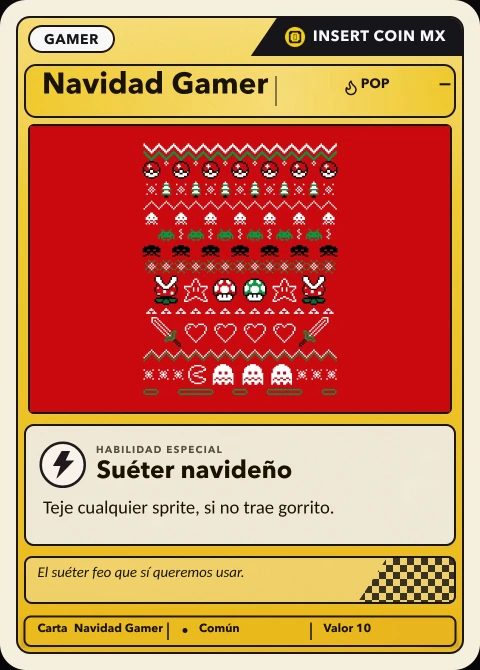 GAMER
INSERT COIN MX
Navidad Gamer
POP
HABILIDAD ESPECIAL
Suéter navideño
Teje cualquier sprite, si no trae gorrito.
El suéter feo que sí queremos usar.
Carta Navidad Gamer | • Común | Valor 10